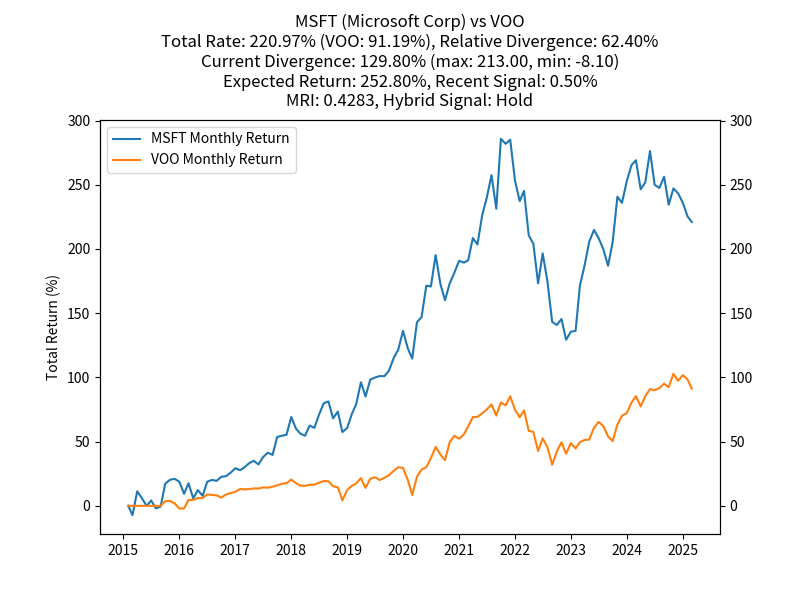 MSFT (Microsoft Corp) vs VOO
Total Rate: 220.97% (VOO: 91.19%), Relative Divergence: 62.40%
Current Divergence: 129.80% (max: 213.00, min: -8.10)
Expected Return: 252.80%, Recent Signal: 0.50%
MRI: 0.4283, Hybrid Signal: Hold
MSFT Monthly Return
VOO Monthly Return
Total Return (%)
300
250
200
150
100
50
0
300
250
200
150
100
50
0
2015 2016 2017 2018 2019 2020 2021 2022 2023 2024 2025